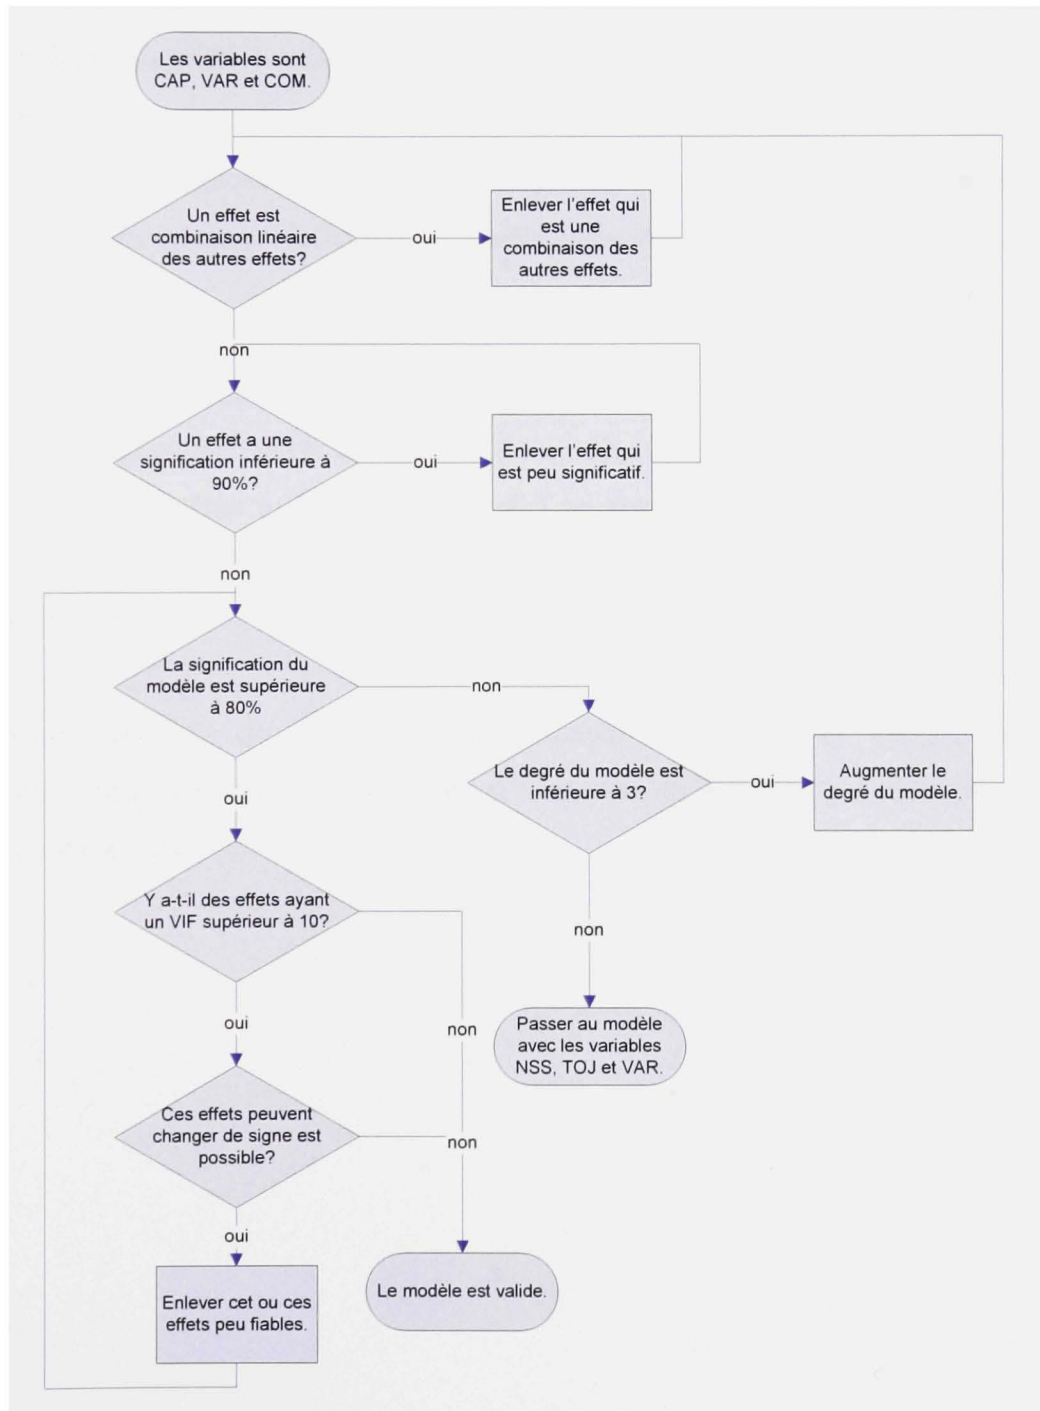 Les variables sont
CAP, VAR et COM.
Un effet est
combinaison linéaire
des autres effets?
oui
Enlever l'effet qui
est une
combinaison des
autres effets.
non
Un effet a une
signification inférieure à
90%?
oui
Enlever l'effet qui
est peu significatif.
non
La signification du
modèle est supérieure
à 80%
non
Le degré du modèle est
inférieure à 3?
oui
Augmenter le
degré du modèle.
oui
Y a-t-il des effets ayant
un VIF supérieur à 10?
non
Passer au modèle
avec les variables
NSS, TOJ et VAR.
oui
non
Ces effets peuvent
changer de signe est
possible?
non
oui
Enlever cet ou ces
effets peu fiables.
Le modèle est valide.